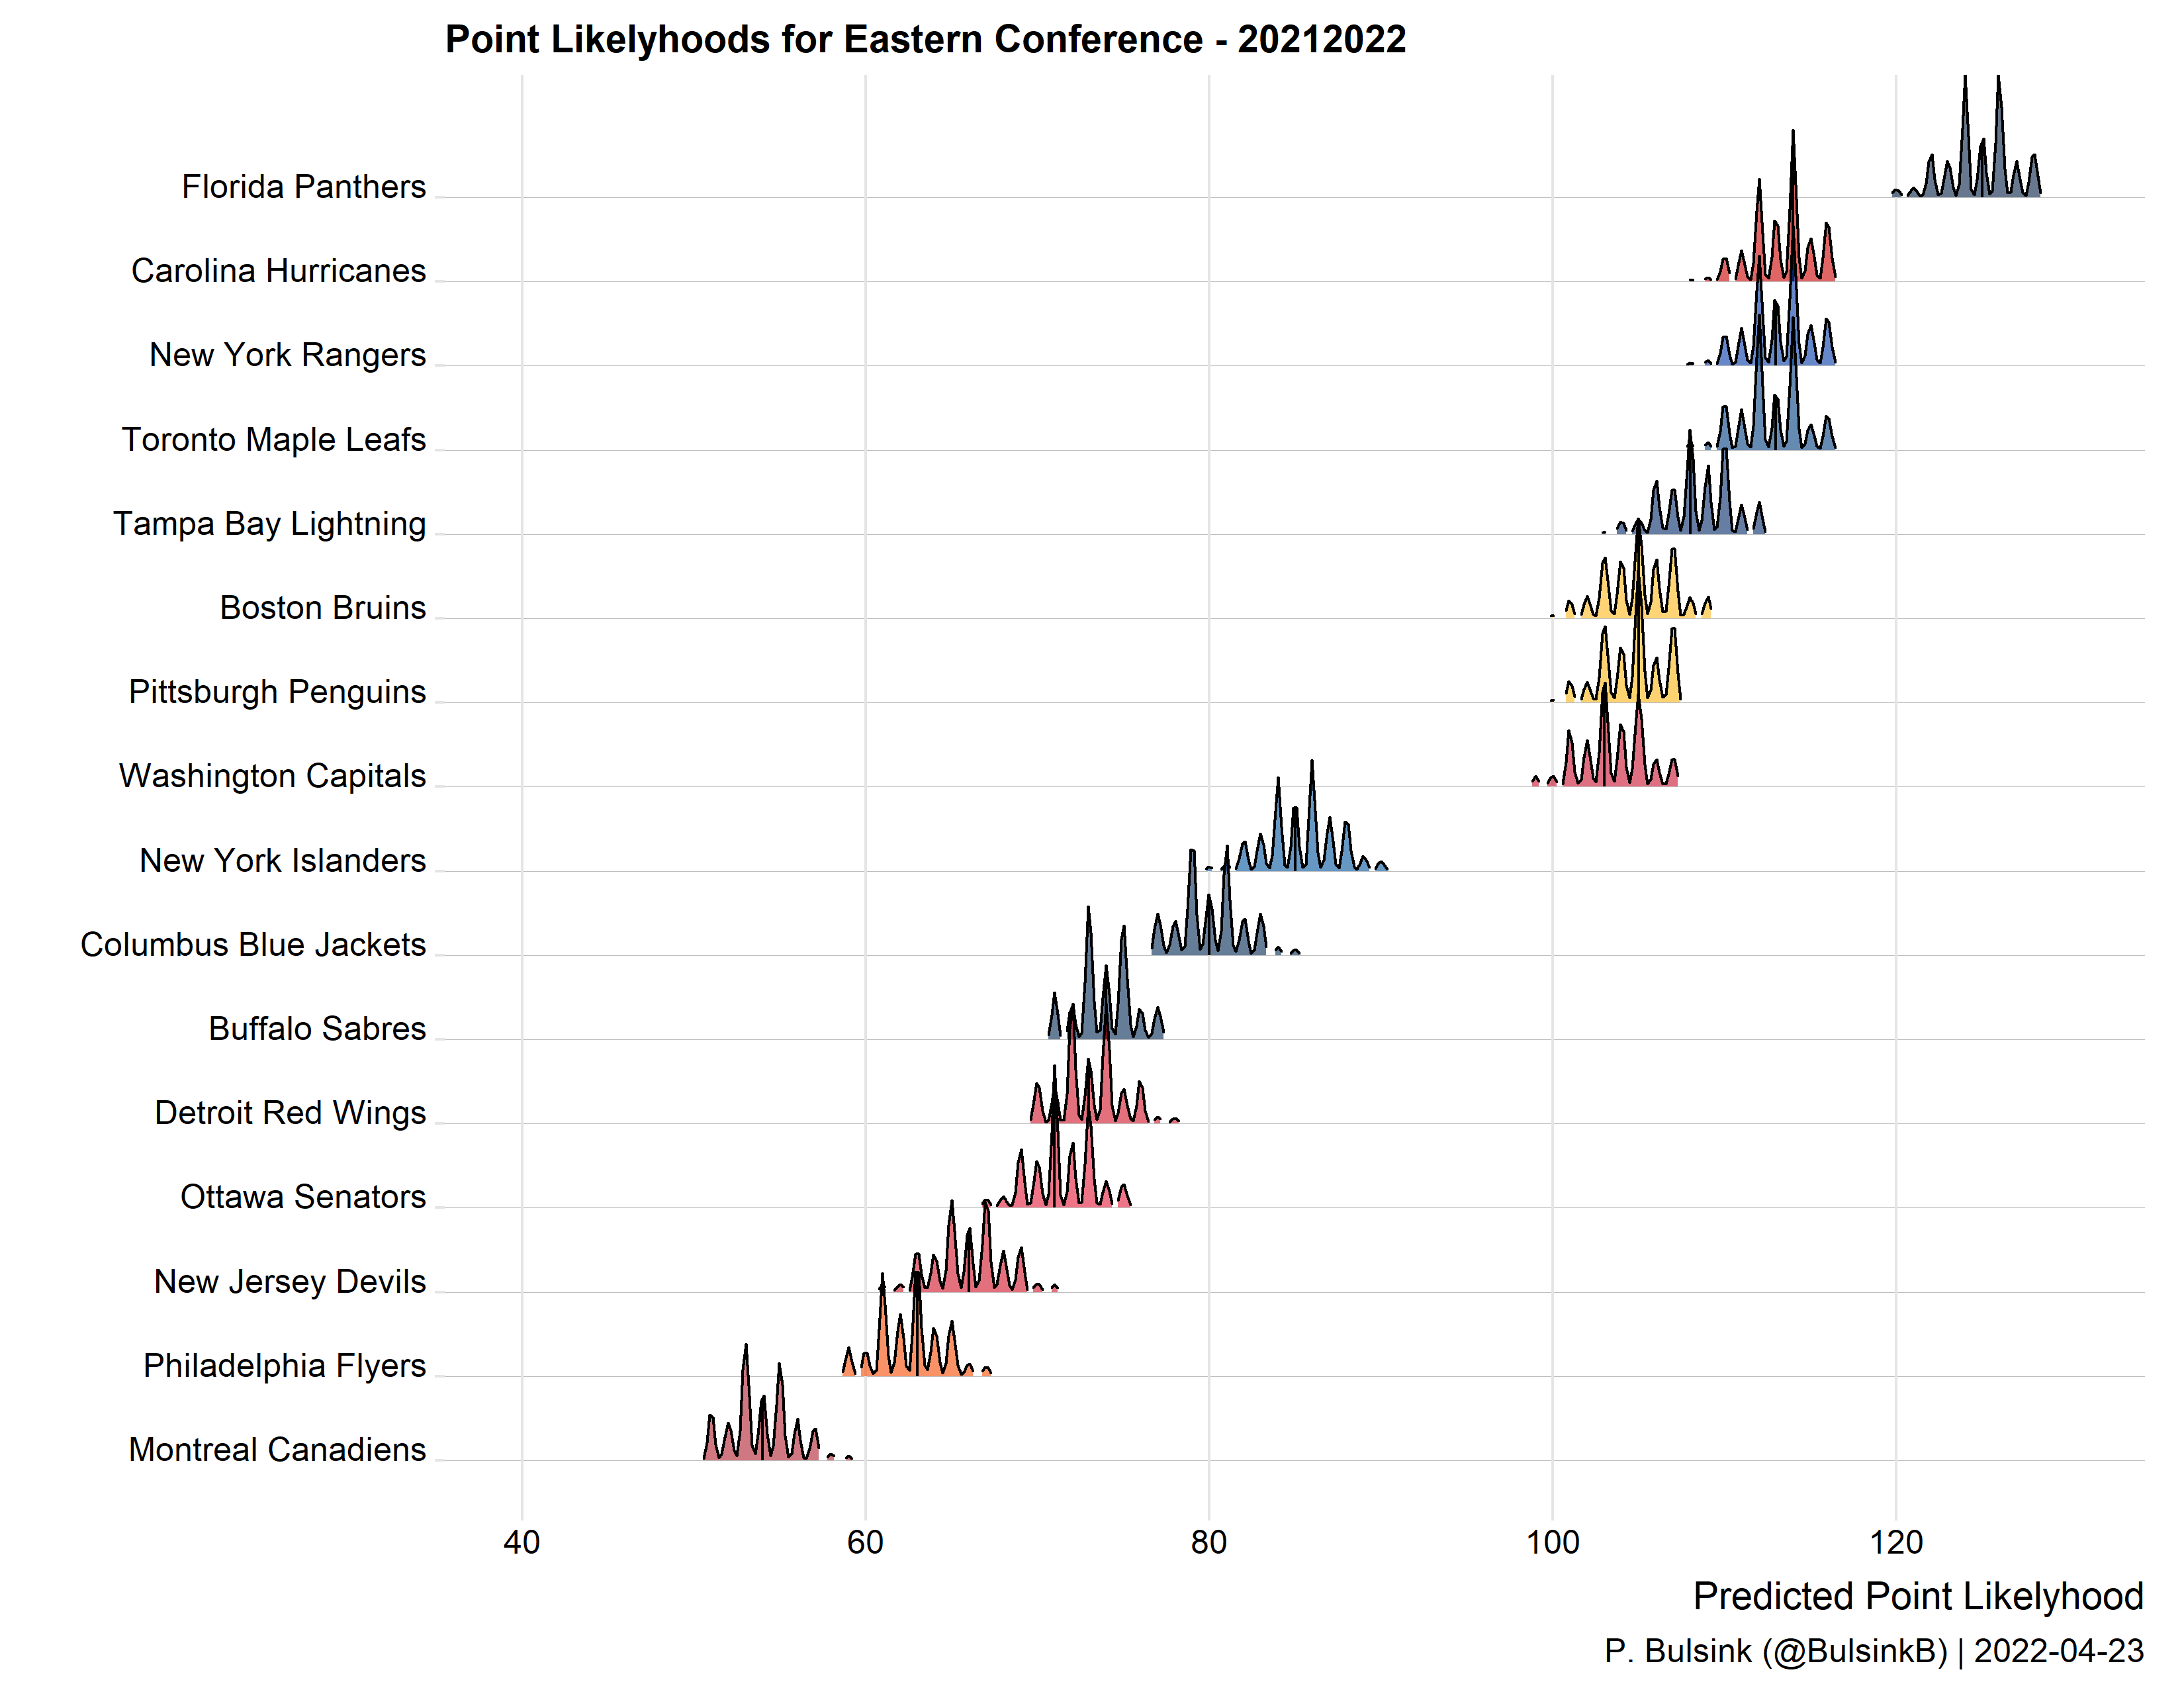 Point Likelyhoods for Eastern Conference - 20212022
Florida Panthers
Carolina Hurricanes
New York Rangers
Toronto Maple Leafs
Tampa Bay Lightning
Boston Bruins
Pittsburgh Penguins
Washington Capitals
New York Islanders
Columbus Blue Jackets
Buffalo Sabres
Detroit Red Wings
Ottawa Senators
New Jersey Devils
Philadelphia Flyers
Montreal Canadiens
40 60 80 100 120
Predicted Point Likelyhood
P. Bulsink (@BulsinkB) | 2022-04-23